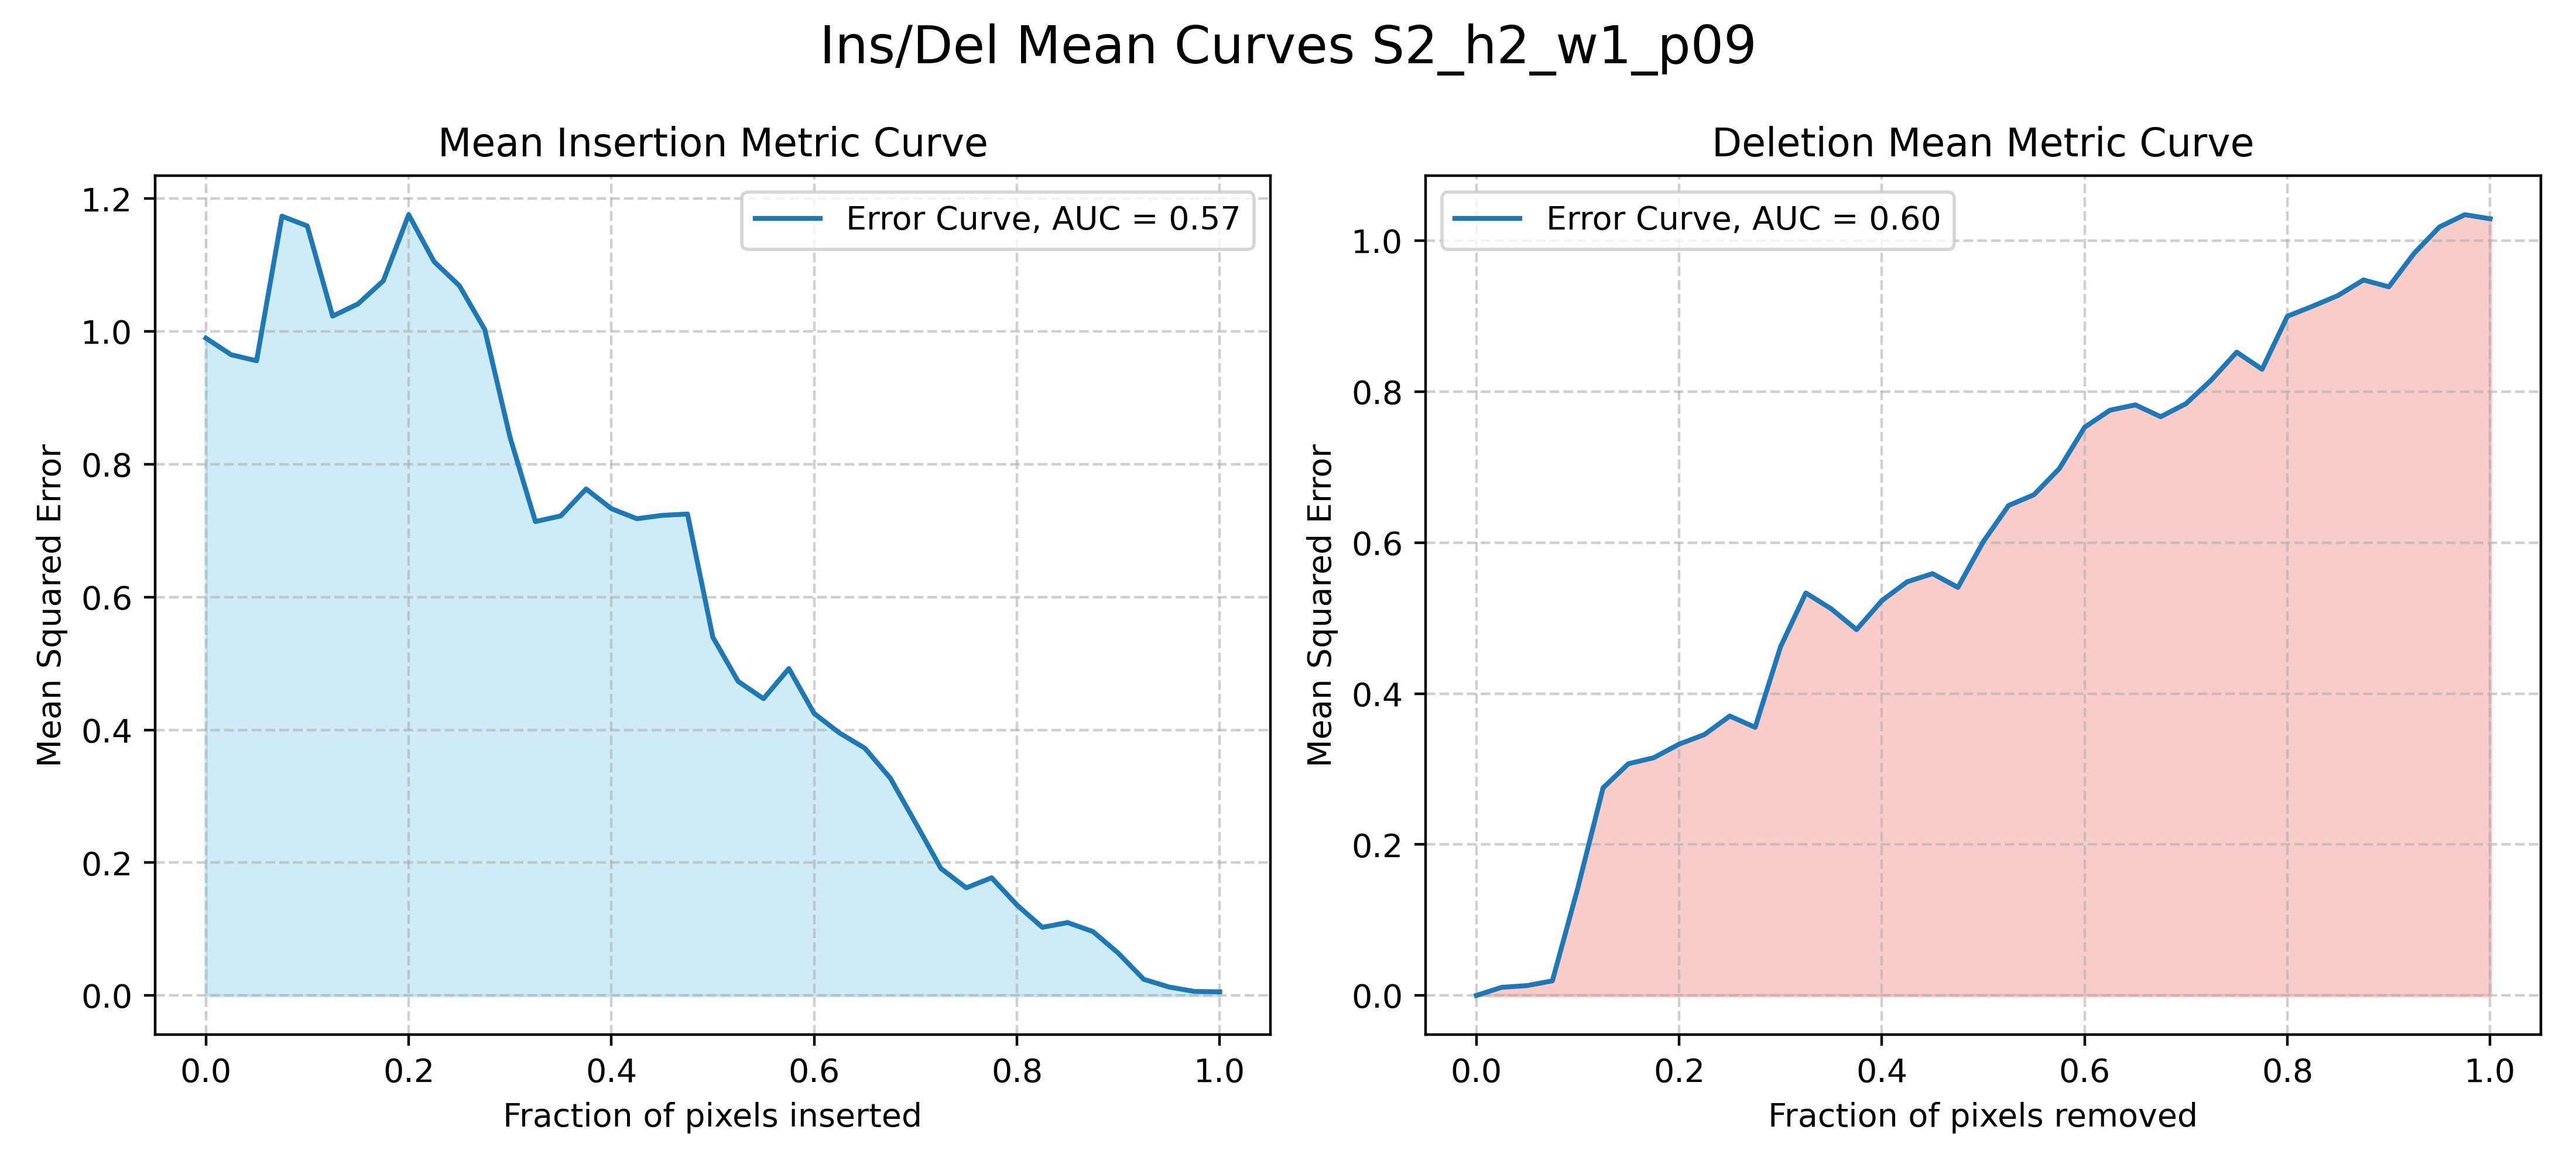 Ins/Del Mean Curves S2_h2_w1_p09
Mean Insertion Metric Curve
Error Curve, AUC = 0.57
Mean Squared Error
1.2
1.0
0.8
0.6
0.4
0.2
0.0
0.0 0.2 0.4 0.6 0.8 1.0
Fraction of pixels inserted
Deletion Mean Metric Curve
Error Curve, AUC = 0.60
Mean Squared Error
1.0
0.8
0.6
0.4
0.2
0.0
0.0 0.2 0.4 0.6 0.8 1.0
Fraction of pixels removed